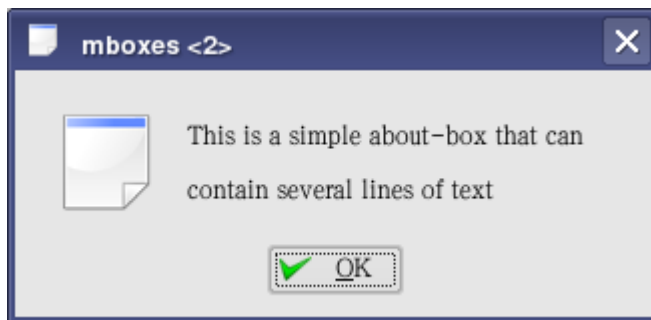 mboxes <2>
This is a simple about-box that can
contain several lines of text
OK